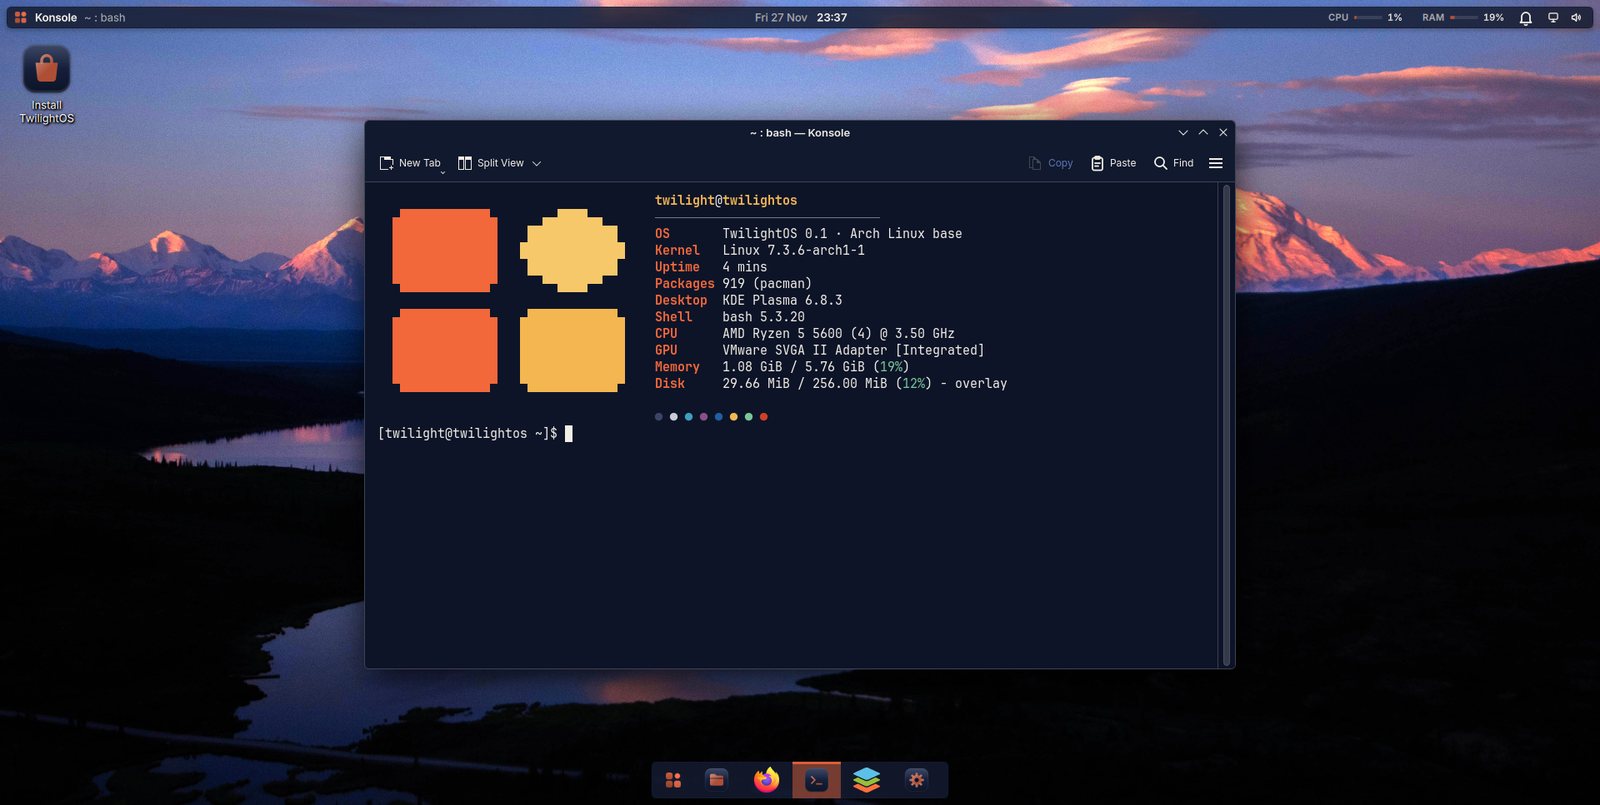 Konsole ~ : bash
Fri 27 Nov 23:37
CPU 1% RAM 19%
Install
TwilightOS
~ : bash — Konsole
New Tab Split View Copy Paste Find
twilight@twilightos
OS TwilightOS 0.1 · Arch Linux base
Kernel Linux 7.3.6-arch1-1
Uptime 4 mins
Packages 919 (pacman)
Desktop KDE Plasma 6.8.3
Shell bash 5.3.20
CPU AMD Ryzen 5 5600 (4) @ 3.50 GHz
GPU VMware SVGA II Adapter [Integrated]
Memory 1.08 GiB / 5.76 GiB (19%)
Disk 29.66 MiB / 256.00 MiB (12%) - overlay
[twilight@twilightos ~]$